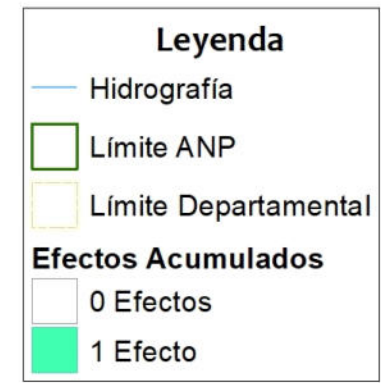 Leyenda
Hidrografía
Límite ANP
Límite Departamental
Efectos Acumulados
0 Efectos
1 Efecto